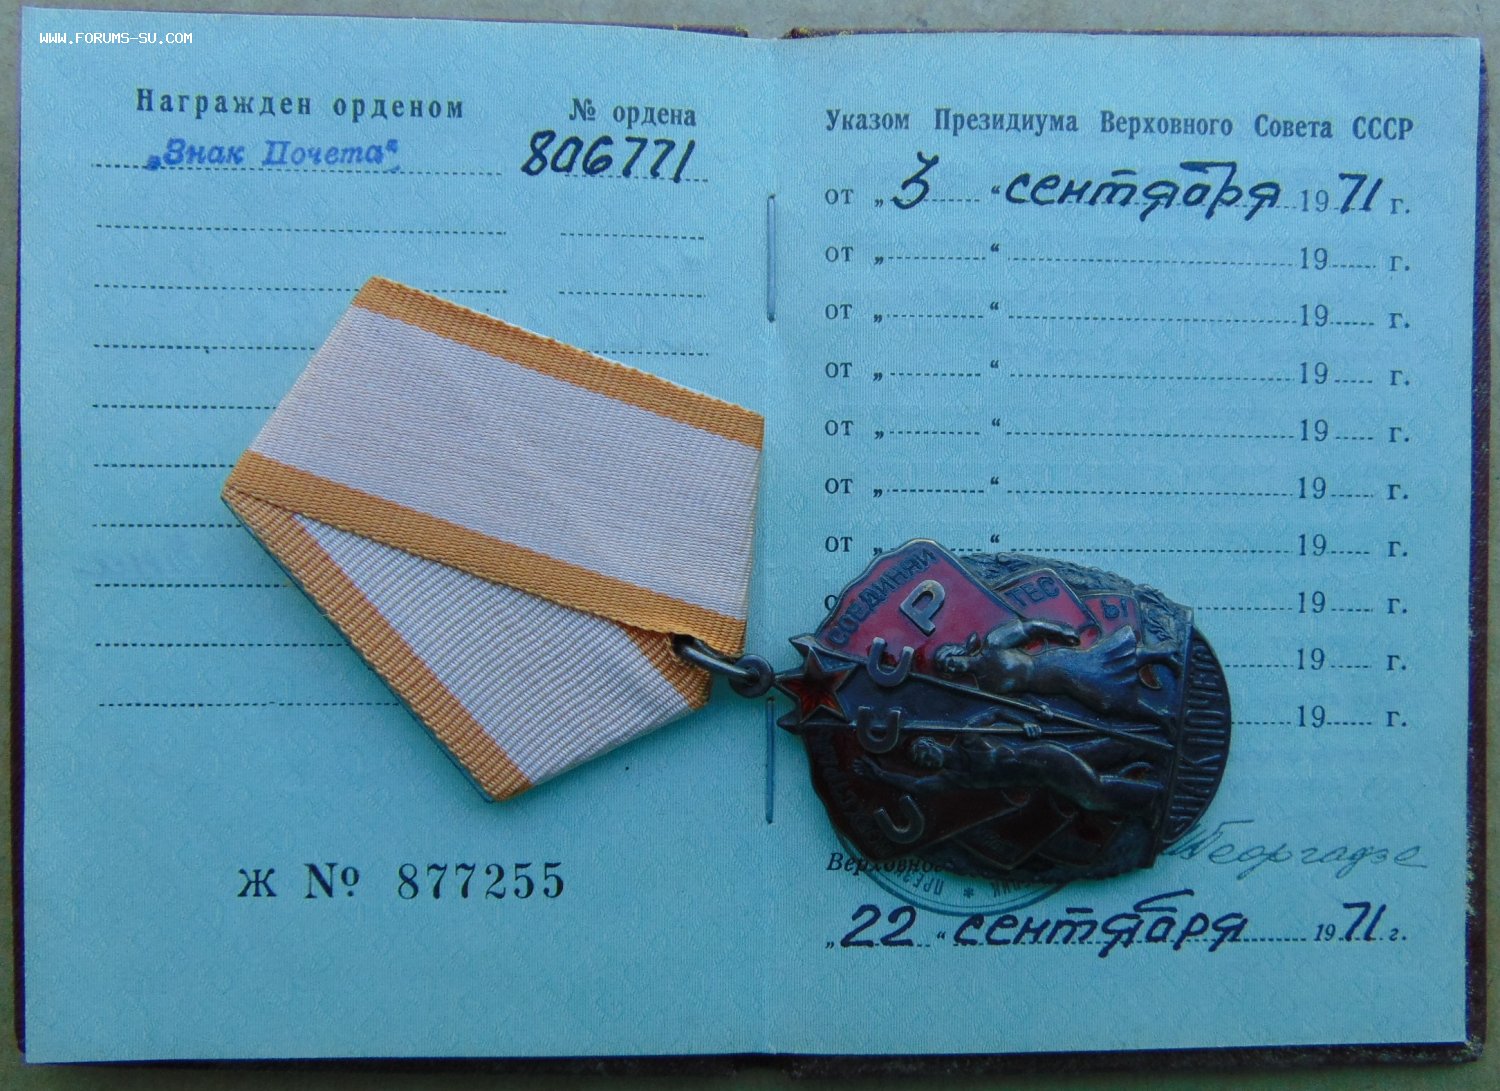 WWW.FORUMS-SU.COM
Награжден орденом
№ ордена
„Знак Почета“
806771
Ж № 877255
Указом Президиума Верховного Совета СССР
от „3“ сентября 1971 г.
от „ “ 19 г.
от „ “ 19 г.
от „ “ 19 г.
от „ “ 19 г.
от „ “ 19 г.
от „ “ 19 г.
19 г.
19 г.
19 г.
СОЕДИНЯЙ
ТЕС
Ь!
СССР
ЗНАК ПОЧЕТА
Георгадзе
„22“ сентября 1971 г.